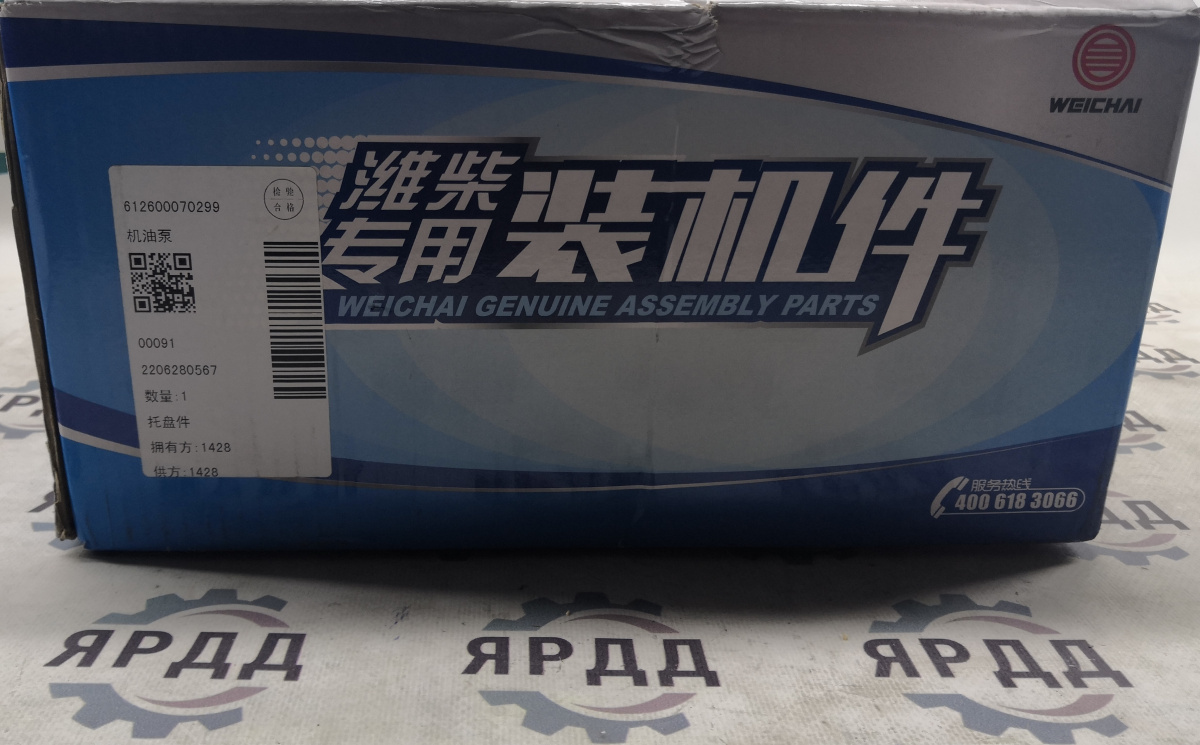 WEICHAI
潍柴
专用
装机件
WEICHAI GENUINE ASSEMBLY PARTS
612600070299
检验
合格
机油泵
00091
2206280567
数量:1
托盘件
拥有方:1428
供方:1428
服务热线
400 618 3066
ЯРДД
ЯРДД
ЯРДД